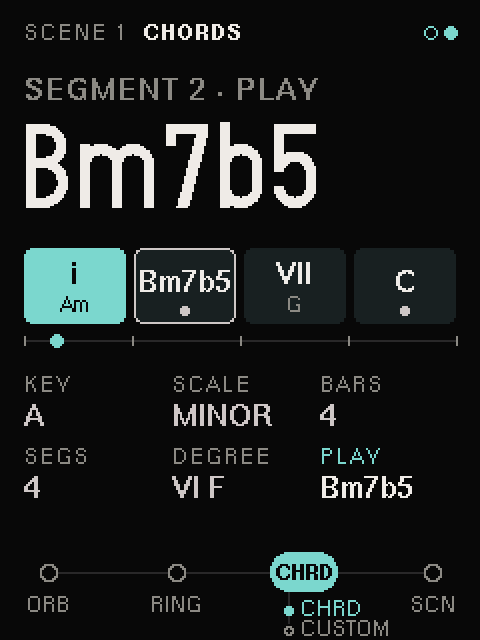 SCENE 1 CHORDS
SEGMENT 2 · PLAY
Bm7b5
i Bm7b5 VII C
Am G
KEY SCALE BARS
A MINOR 4
SEGS DEGREE PLAY
4 VI F Bm7b5
CHRD
ORB RING CHRD SCN
CUSTOM